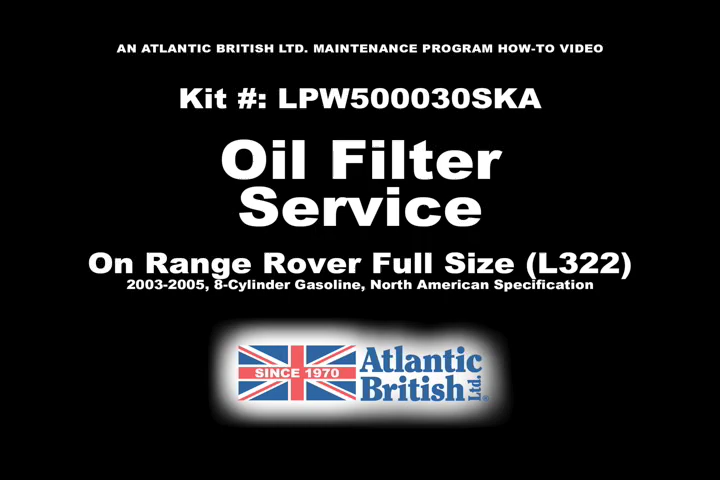 AN ATLANTIC BRITISH LTD. MAINTENANCE PROGRAM HOW-TO VIDEO
Kit #: LPW500030SKA
Oil Filter
Service
On Range Rover Full Size (L322)
2003-2005, 8-Cylinder Gasoline, North American Specification
SINCE 1970
Atlantic
British Ltd.®